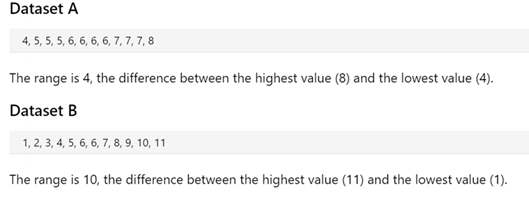 Dataset A
4, 5, 5, 5, 6, 6, 6, 6, 7, 7, 7, 8
The range is 4, the difference between the highest value (8) and the lowest value (4).
Dataset B
1, 2, 3, 4, 5, 6, 6, 7, 8, 9, 10, 11
The range is 10, the difference between the highest value (11) and the lowest value (1).